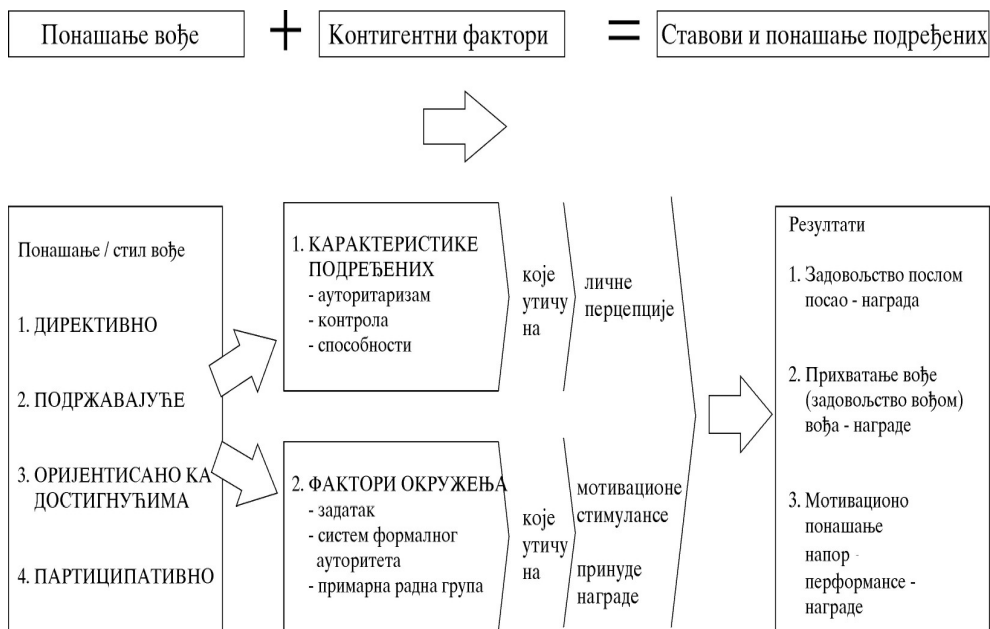 Понашање вође
+
Контигентни фактори
=
Ставови и понашање подређених
Понашање / стил вође
1. ДИРЕКТИВНО
2. ПОДРЖАВАЈУЋЕ
3. ОРИЈЕНТИСАНО КА
ДОСТИГНУЋИМА
4. ПАРТИЦИПАТИВНО
1. КАРАКТЕРИСТИКЕ
ПОДРЕЂЕНИХ
- ауторитаризам
- контрола
- способности
које
утичу
на
личне
перцепције
2. ФАКТОРИ ОКРУЖЕЊА
- задатак
- систем формалног
ауторитета
- примарна радна група
које
утичу
на
мотивационе
стимулансе
принуде
награде
Резултати
1. Задовољство послом
посао - награда
2. Прихватање вође
(задовољство вођом)
вођа - награде
3. Мотивационо
понашање
напор -
перформансе -
награде